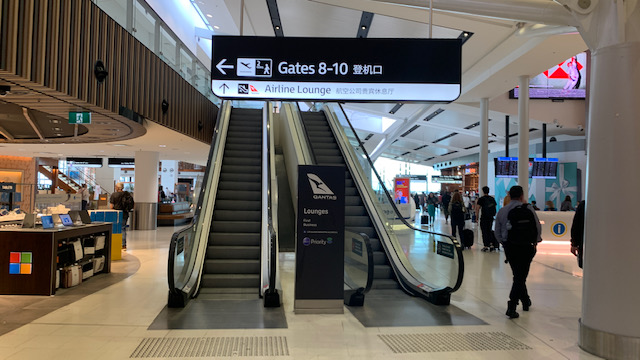 Gates 8-10 登机口
Airline Lounge 航空公司贵宾休息厅
QANTAS
Lounges
First
Business
Priority